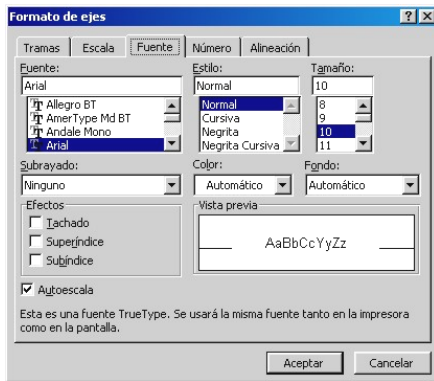 Formato de ejes
Tramas Escala Fuente Número Alineación
Fuente: Estilo: Tamaño:
Arial Normal 10
Allegro BT Normal 8
AmerType Md BT Cursiva 9
Andale Mono Negrita 10
Arial Negrita Cursiva 11
Subrayado: Color: Fondo:
Ninguno Automático Automático
Efectos Vista previa
Tachado
Superíndice AaBbCcYyZz
Subíndice
Autoescala
Esta es una fuente TrueType. Se usará la misma fuente tanto en la impresora
como en la pantalla.
Aceptar Cancelar